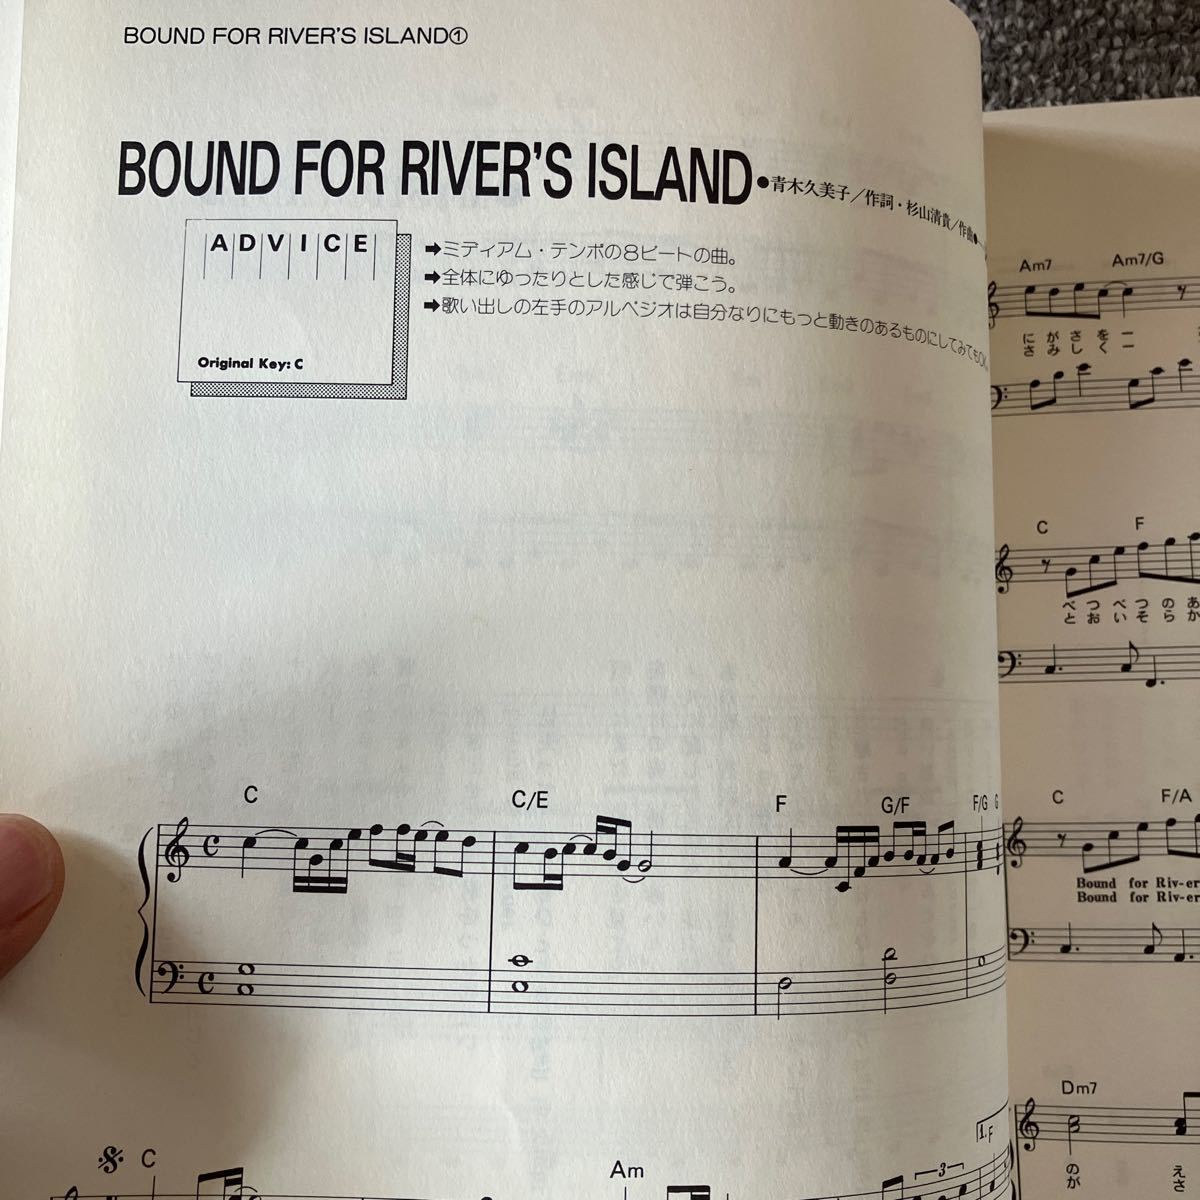 BOUND FOR RIVER'S ISLAND①
BOUND FOR RIVER'S ISLAND●青木久美子／作詞・杉山清貴／作曲●
ADVICE
Original Key: C
➡ミディアム・テンポの8ビートの曲。
➡全体にゆったりとした感じで弾こう。
➡歌い出しの左手のアルペジオは自分なりにもっと動きのあるものにしてみてもOK。
C C/E F G/F F/G G
C Am 1. F
3
Am7 Am7/G
にがさをー
さみしくー
C F
べつべつのあ
とおいそらか
C F/A
Bound for Riv-er
Bound for Riv-er
Dm7
の え
が さ